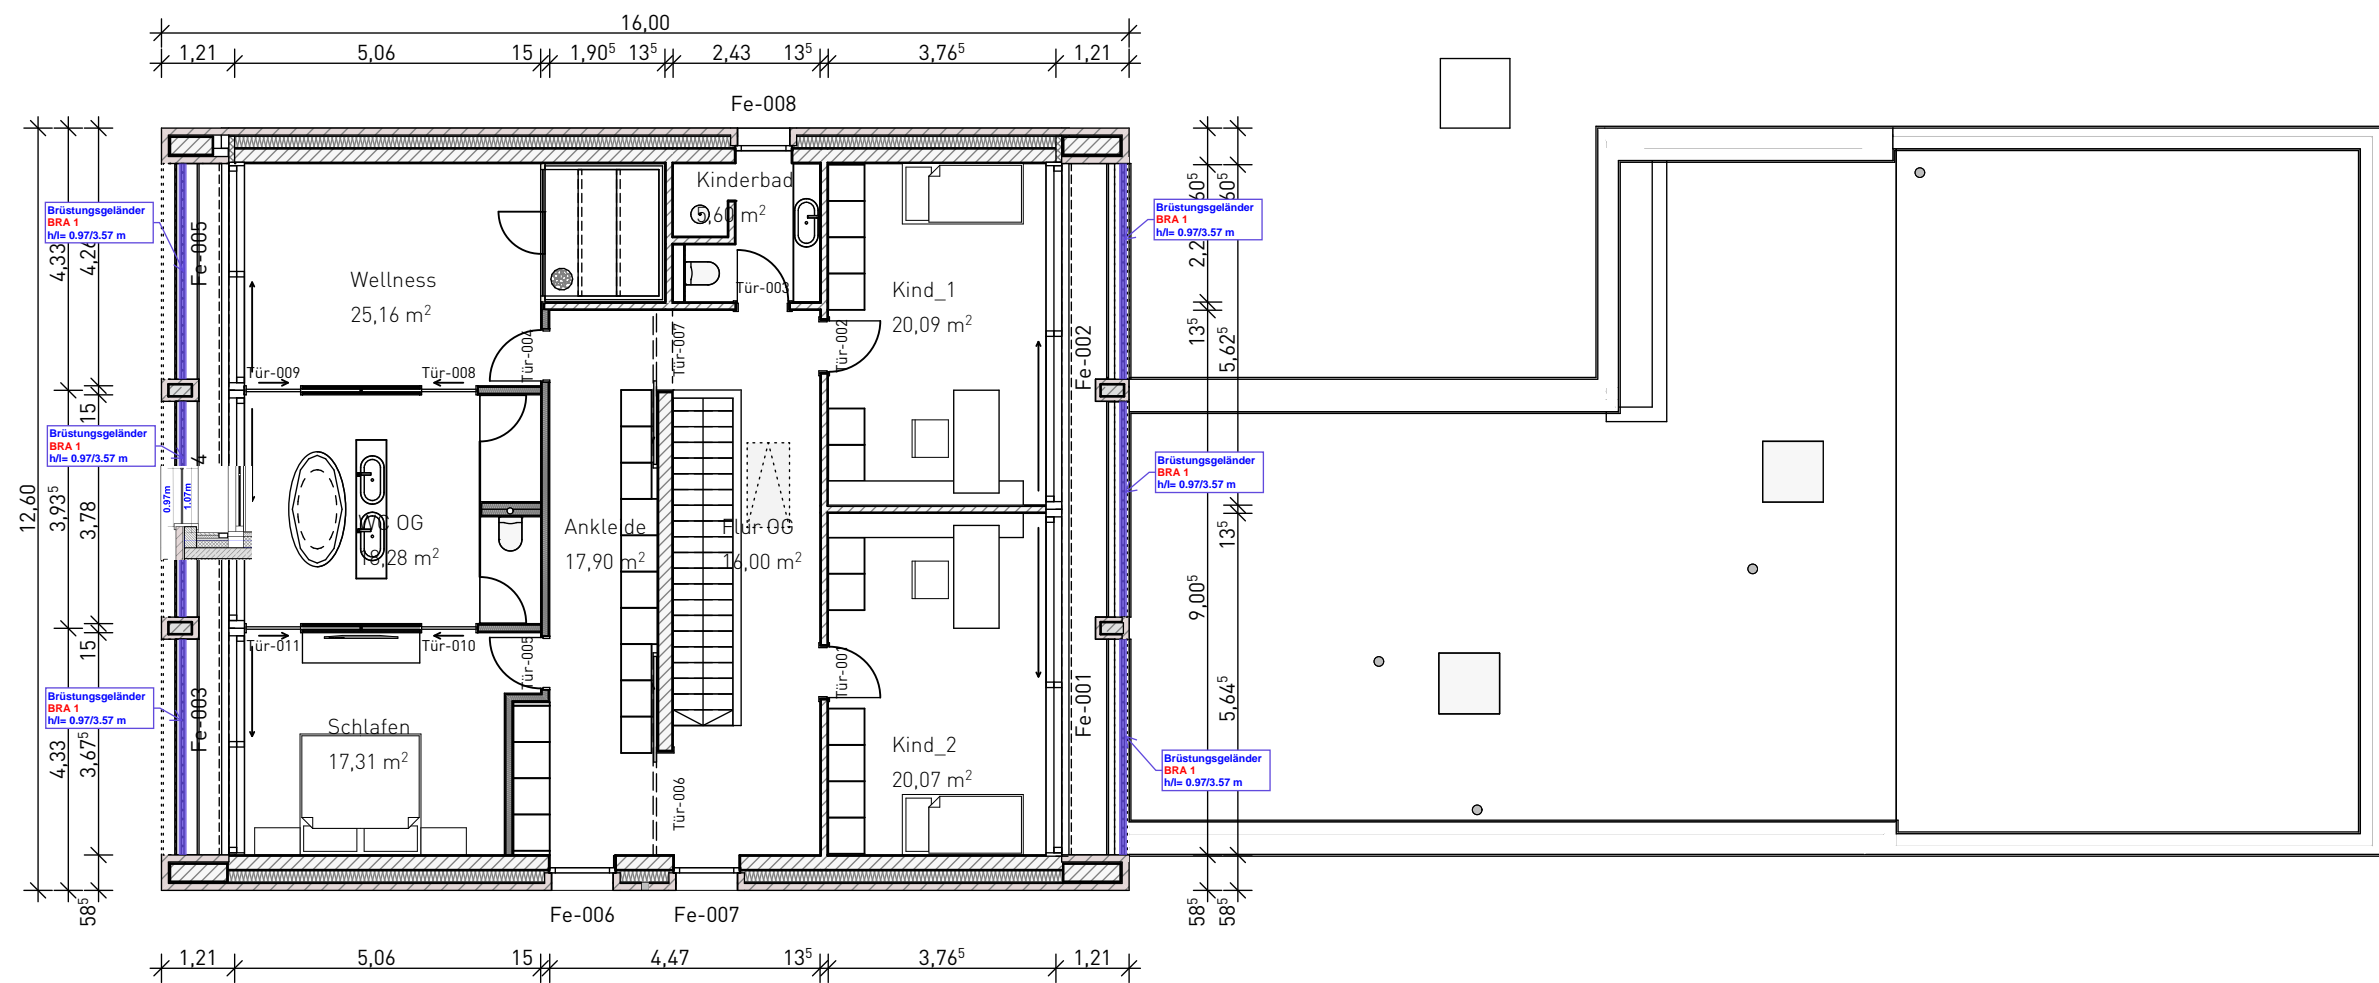 16,00
1,21 5,06 15 1,90⁵ 13⁵ 2,43 13⁵ 3,76⁵ 1,21
Fe-008
12,60
4,33
3,93⁵
4,33
15
3,78
15
3,67⁵
58⁵
Brüstungsgeländer
BRA 1
h/l= 0.97/3.57 m
Fe-005
Brüstungsgeländer
BRA 1
h/l= 0.97/3.57 m
4
0.97m
1.07m
Brüstungsgeländer
BRA 1
h/l= 0.97/3.57 m
Fe-003
Wellness
25,16 m²
Kinderbad
5,60 m²
Tür-003
Kind_1
20,09 m²
Tür-004
Tür-007
Tür-002
Tür-009
Tür-008
WC OG
Ankleide
17,90 m²
Flur OG
16,00 m²
Tür-011
Tür-010
Tür-005
Tür-001
Schlafen
17,31 m²
Tür-006
Kind_2
20,07 m²
Fe-002
Fe-001
Brüstungsgeländer
BRA 1
h/l= 0.97/3.57 m
Brüstungsgeländer
BRA 1
h/l= 0.97/3.57 m
Brüstungsgeländer
BRA 1
h/l= 0.97/3.57 m
60⁵
60⁵
13⁵
5,62⁵
13⁵
9,00⁵
5,64⁵
58⁵
58⁵
Fe-006
Fe-007
1,21 5,06 15 4,47 13⁵ 3,76⁵ 1,21